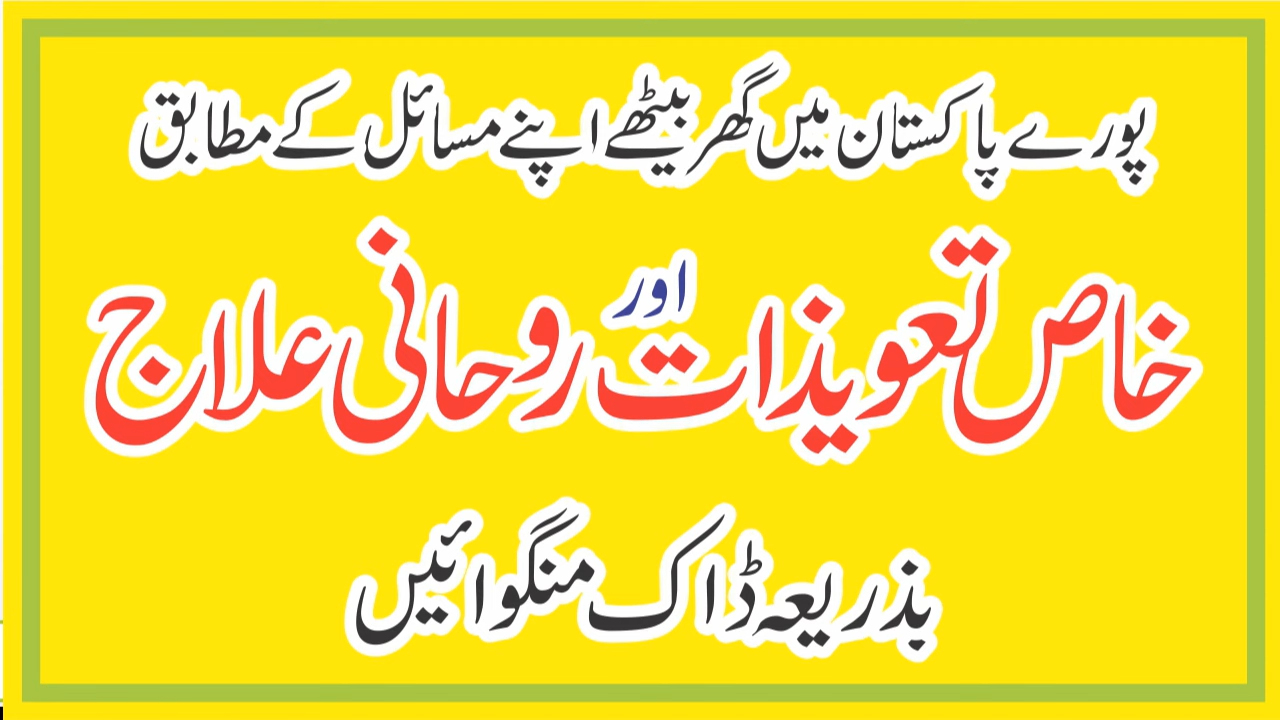 پورے پاکستان میں گھر بیٹھے اپنے مسائل کے مطابق
خاص تعویذات اور روحانی علاج
بذریعہ ڈاک منگوائیں